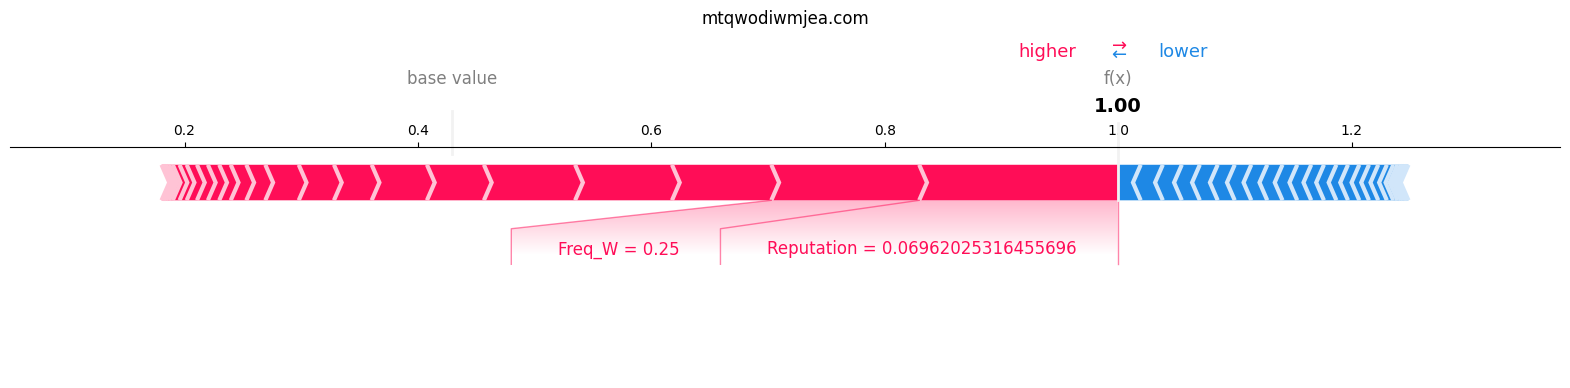 mtqwodiwmjea.com
higher ⇄ lower
base value f(x)
1.00
0.2 0.4 0.6 0.8 1 0 1.2
Freq_W = 0.25 Reputation = 0.06962025316455696